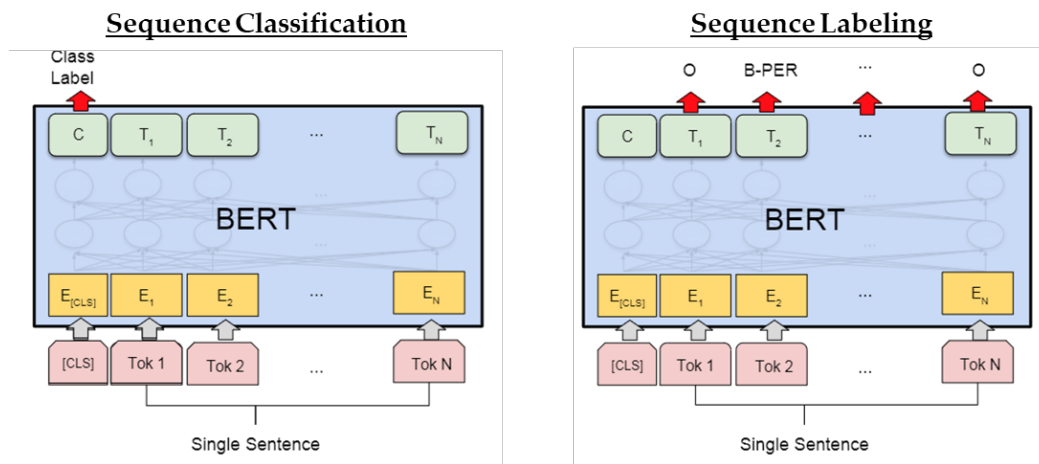 Sequence Classification
Class
Label
C T1 T2 ... TN
...
BERT
...
E[CLS] E1 E2 ... EN
[CLS] Tok 1 Tok 2 ... Tok N
Single Sentence
Sequence Labeling
O B-PER ... O
C T1 T2 ... TN
...
BERT
...
E[CLS] E1 E2 ... EN
[CLS] Tok 1 Tok 2 ... Tok N
Single Sentence